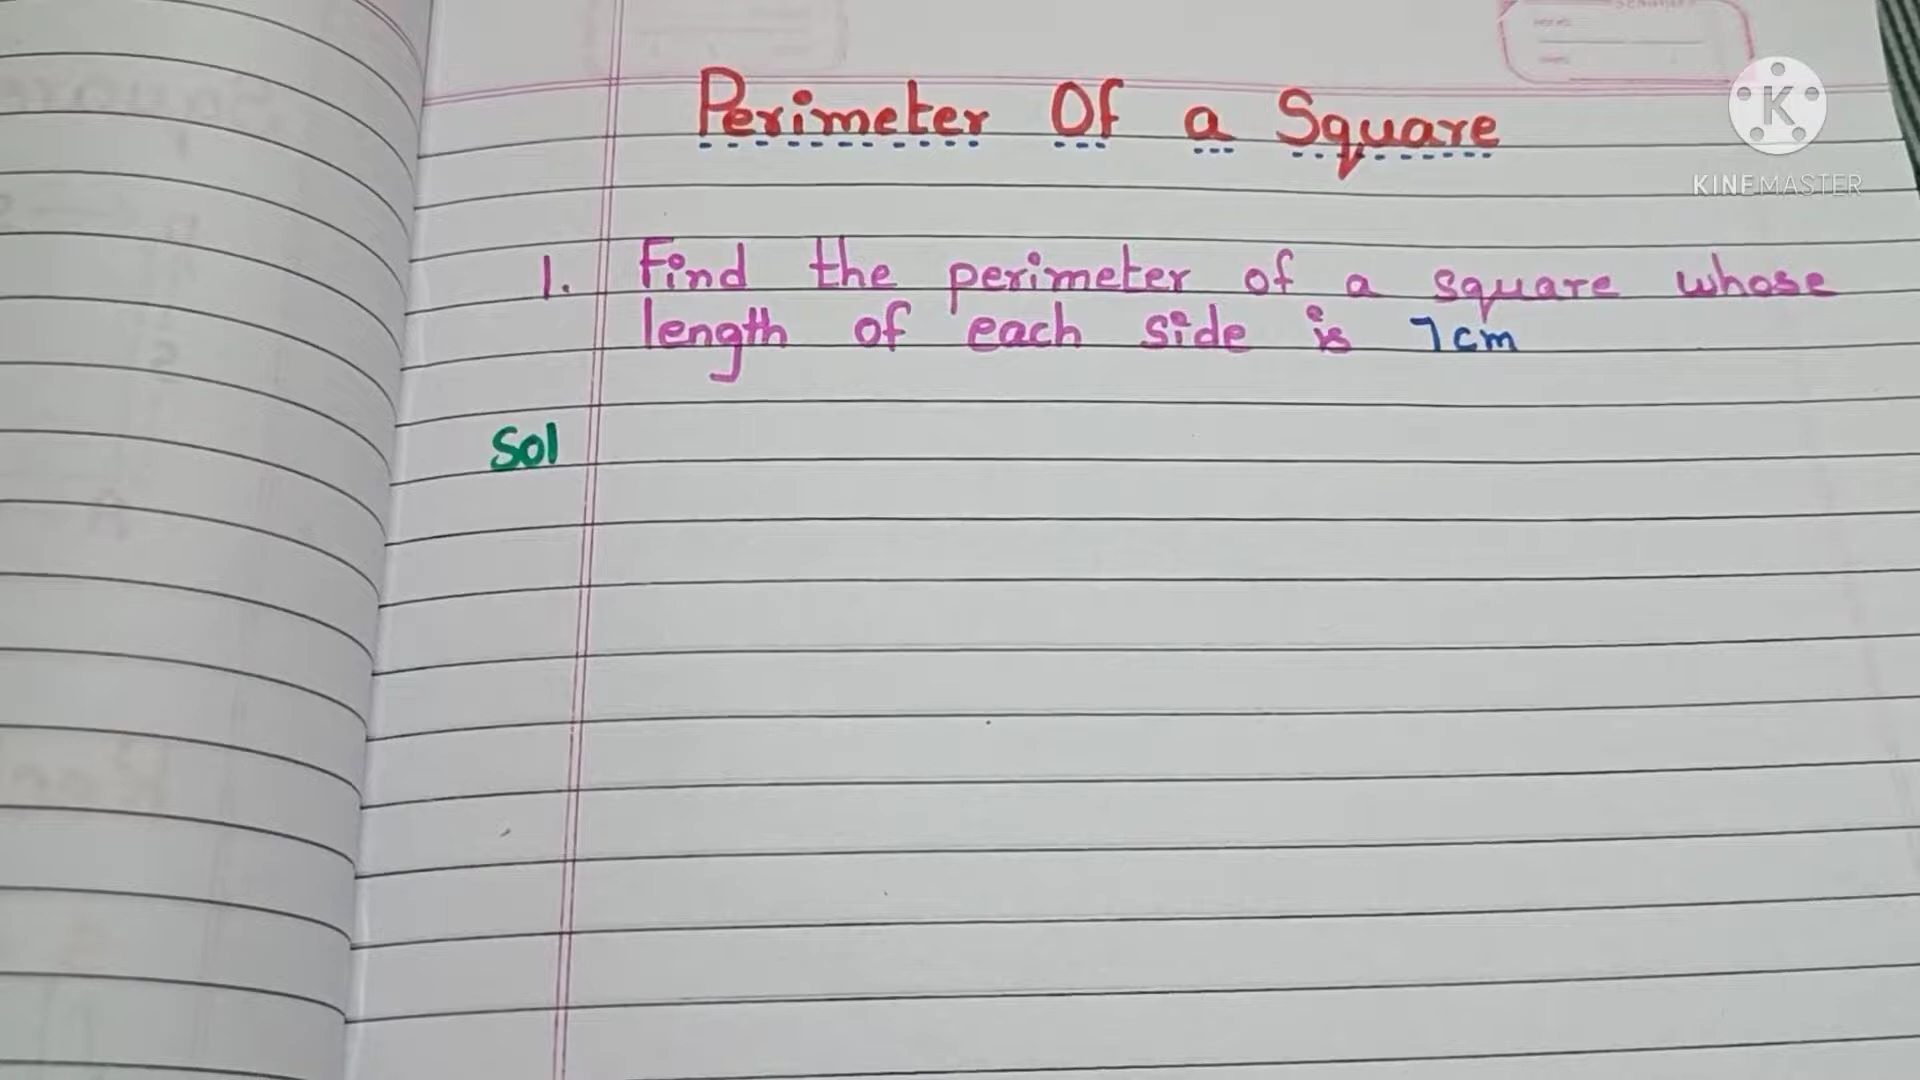 Perimeter Of a Square
KINEMASTER
1. Find the perimeter of a square whose
length of each side is 7cm
Sol